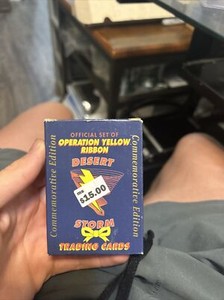 OFFICIAL SET OF
OPERATION YELLOW
RIBBON
DESERT
$15.00
STORM
TRADING CARDS
Commemorative Edition
Commemorative Edition